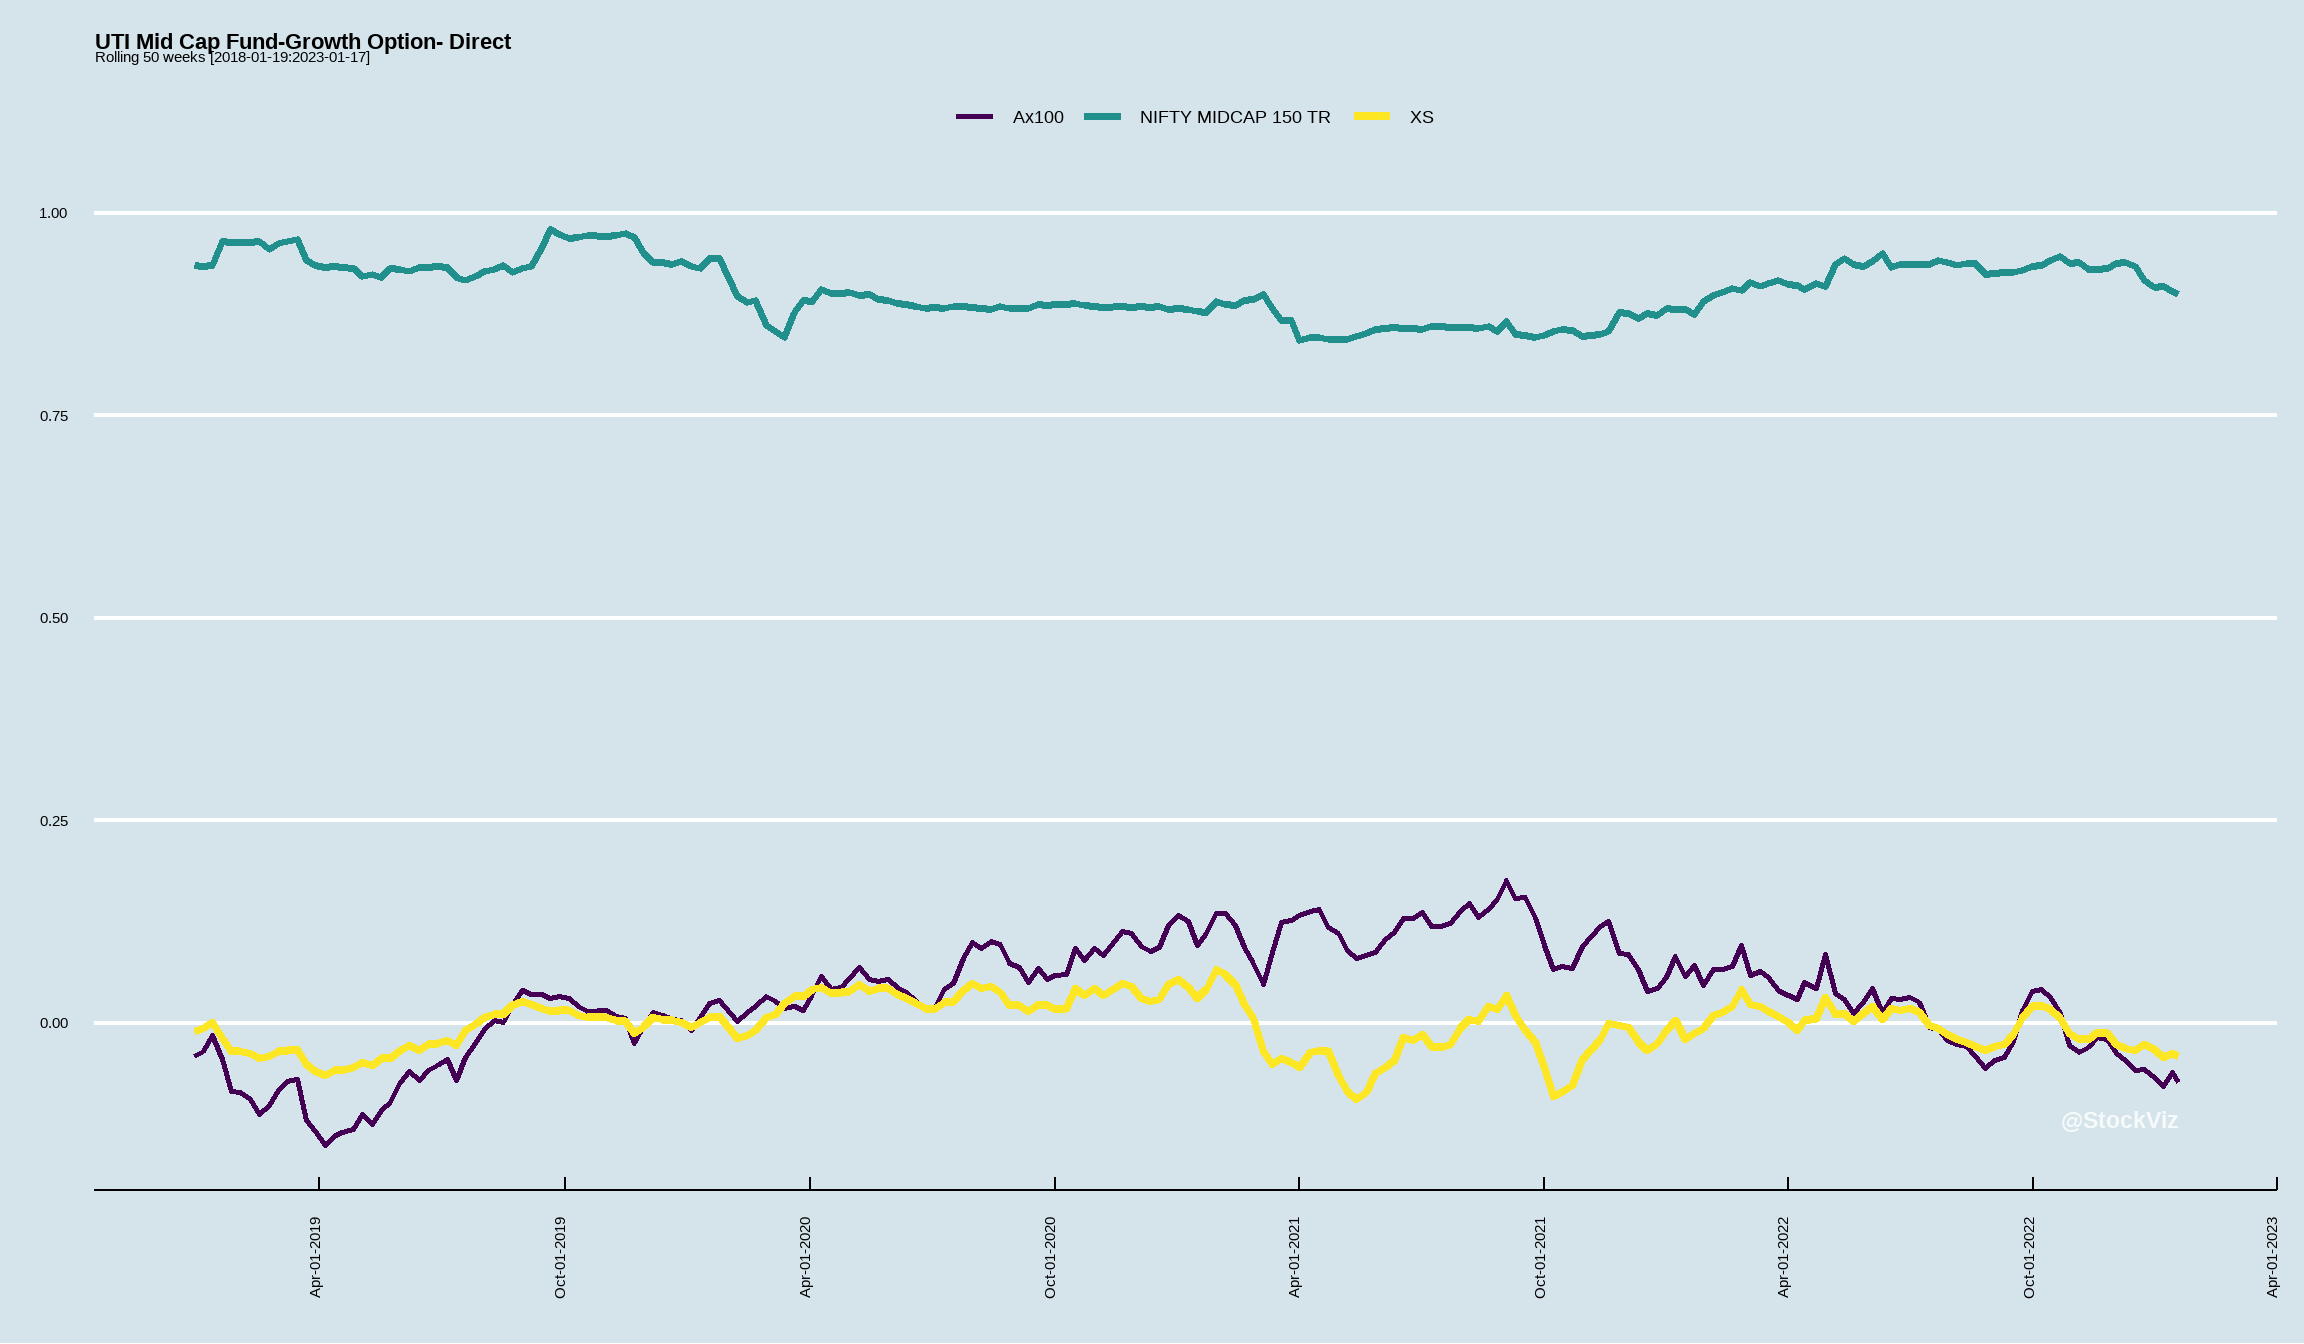 UTI Mid Cap Fund-Growth Option- Direct
Rolling 50 weeks [2018-01-19:2023-01-17]
Ax100 NIFTY MIDCAP 150 TR XS
1.00
0.75
0.50
0.25
0.00
@StockViz
Apr-01-2019 Oct-01-2019 Apr-01-2020 Oct-01-2020 Apr-01-2021 Oct-01-2021 Apr-01-2022 Oct-01-2022 Apr-01-2023